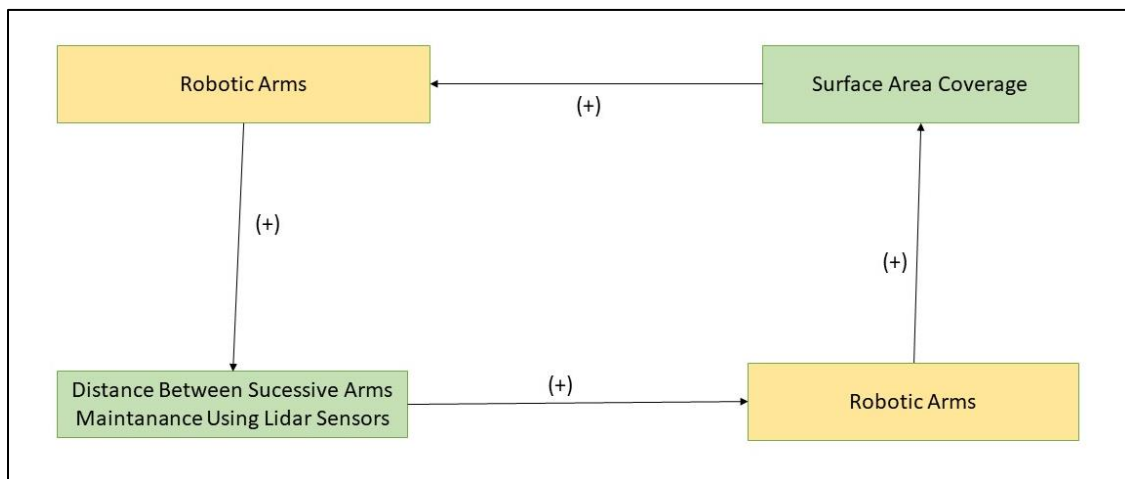 Robotic Arms
Surface Area Coverage
(+)
(+)
(+)
(+)
Distance Between Sucessive Arms
Maintanance Using Lidar Sensors
Robotic Arms